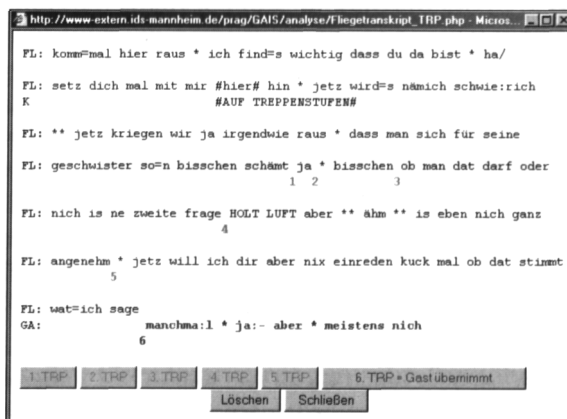 http://www-extern.ids-mannheim.de/prag/GAIS/analyse/Fliegetranskript_TRP.php - Micros...
FL: komm=mal hier raus * ich find=s wichtig dass du da bist * ha/
FL: setz dich mal mit mir #hier# hin * jetz wird=s nämich schwie:rich
K #AUF TREPPENSTUFEN#
FL: ** jetz kriegen wir ja irgendwie raus * dass man sich für seine
FL: geschwister so=n bisschen schämt ja * bisschen ob man dat darf oder
1 2 3
FL: nich is ne zweite frage HOLT LUFT aber ** ähm ** is eben nich ganz
4
FL: angenehm * jetz will ich dir aber nix einreden kuck mal ob dat stimmt
5
FL: wat=ich sage
GA: manchma:l * ja:- aber * meistens nich
6
1. TRP 2. TRP 3. TRP 4. TRP 5. TRP 6. TRP = Gast übernimmt
Löschen Schließen